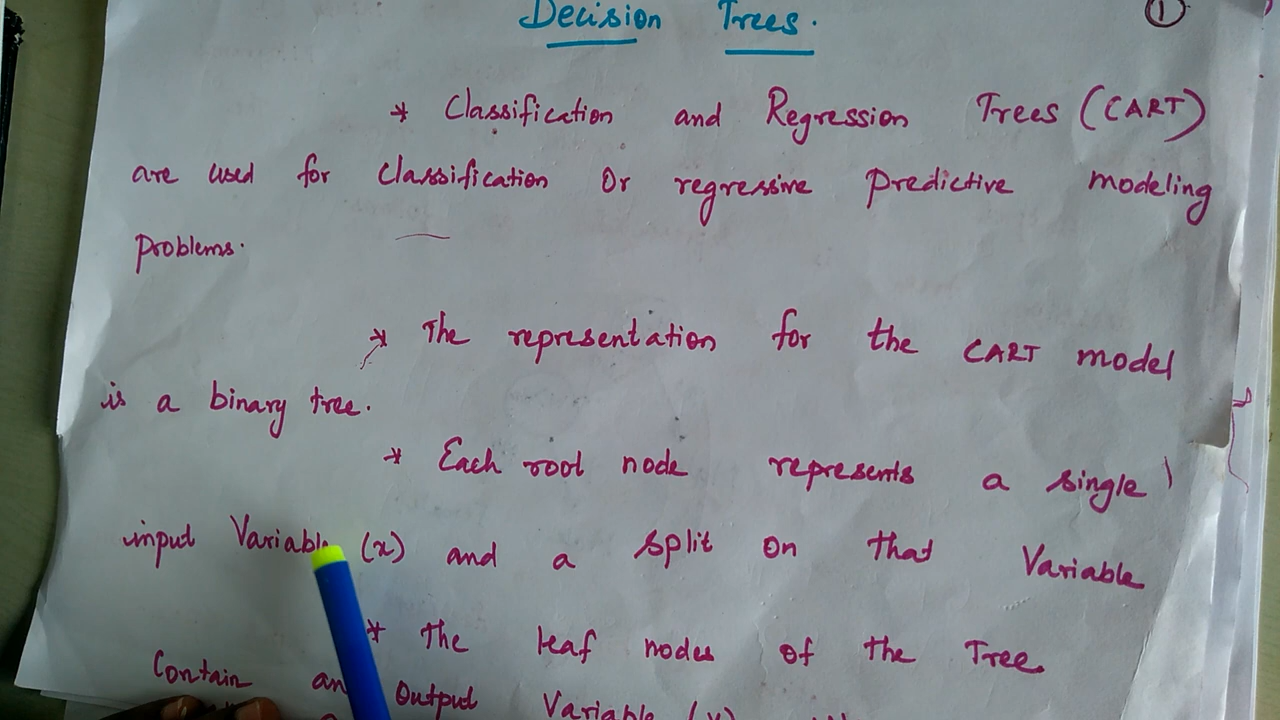 Decision Trees.
1
* Classification and Regression Trees (CART)
are used for classification or regressive predictive modeling
problems.
* The representation for the CART model
is a binary tree.
* Each root node represents a single
input Variable (x) and a split on that Variable
* The leaf nodes of the Tree
Contain an Output Variable (y)